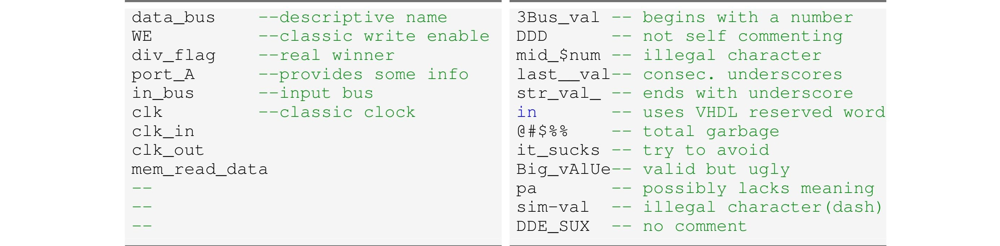 data_bus    --descriptive name
WE          --classic write enable
div_flag    --real winner
port_A      --provides some info
in_bus      --input bus
clk         --classic clock
clk_in
clk_out
mem_read_data
--
--
--
3Bus_val -- begins with a number
DDD      -- not self commenting
mid_$num -- illegal character
last__val-- consec. underscores
str_val_ -- ends with underscore
in       -- uses VHDL reserved word
@#$%%    -- total garbage
it_sucks -- try to avoid
Big_vAlUe-- valid but ugly
pa       -- possibly lacks meaning
sim-val  -- illegal character(dash)
DDE_SUX  -- no comment